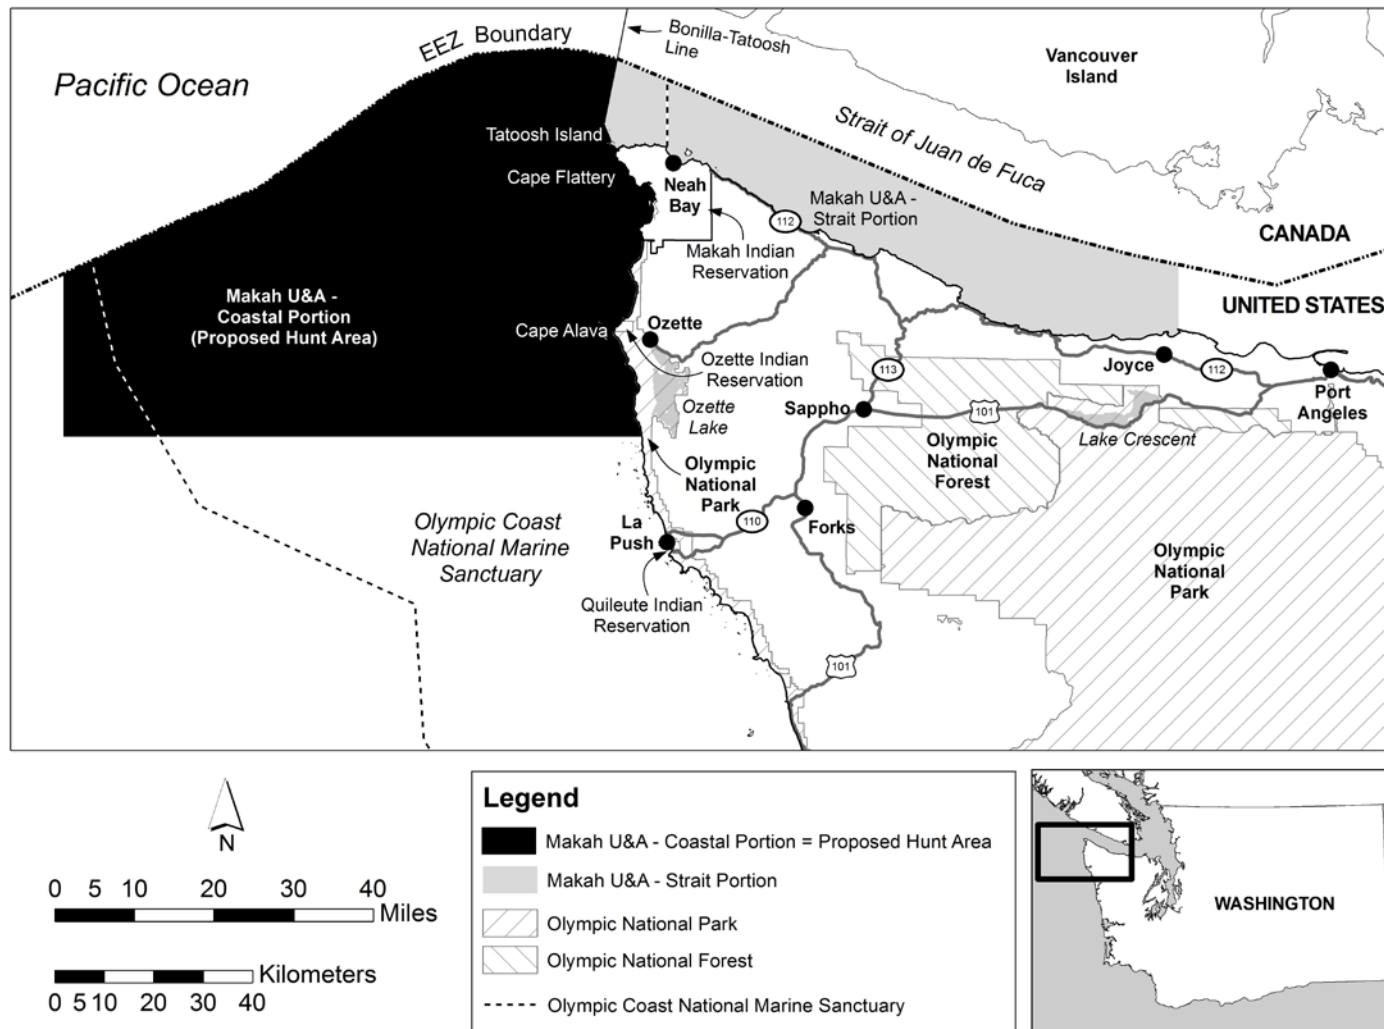 EEZ Boundary
Bonilla-Tatoosh
Line
Vancouver
Island
Pacific Ocean
Strait of Juan de Fuca
Tatoosh Island
Cape Flattery
Neah
Bay
Makah U&A -
Strait Portion
112
CANADA
Makah Indian
Reservation
UNITED STATES
Makah U&A -
Coastal Portion
(Proposed Hunt Area)
Cape Alava
Ozette
Ozette Indian
Reservation
Joyce
112
113
Port
Angeles
Sappho
101
Ozette
Lake
Lake Crescent
Olympic
National
Forest
Olympic
National
Park
Olympic Coast
National Marine
Sanctuary
La
Push
110
Forks
Olympic
National
Park
Quileute Indian
Reservation
101
N
0 5 10 20 30 40
Miles
Kilometers
0 5 10 20 30 40
Legend
Makah U&A - Coastal Portion = Proposed Hunt Area
Makah U&A - Strait Portion
Olympic National Park
Olympic National Forest
Olympic Coast National Marine Sanctuary
WASHINGTON